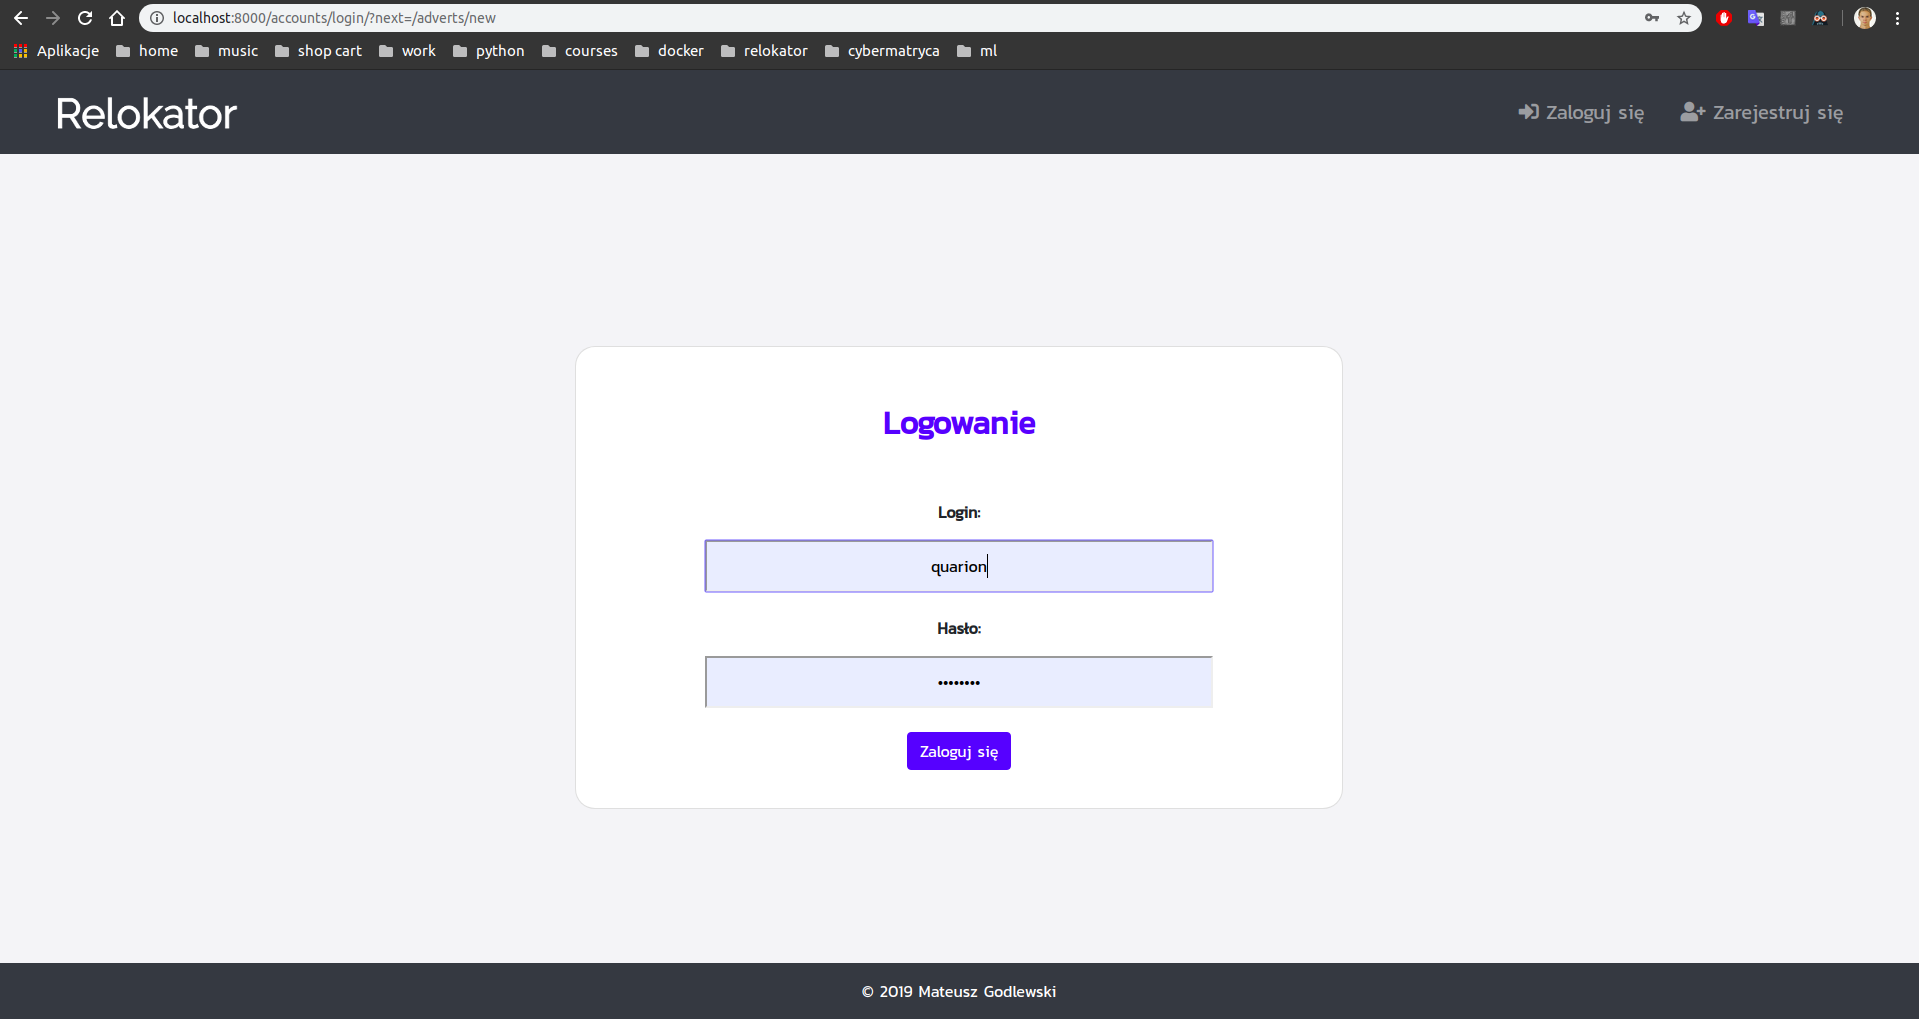 localhost:8000/accounts/login/?next=/adverts/new
Aplikacje home music shop cart work python courses docker relokator cybermatryca ml
Relokator Zaloguj się Zarejestruj się
Logowanie
Login:
quarion
Hasło:
••••••••
Zaloguj się
© 2019 Mateusz Godlewski